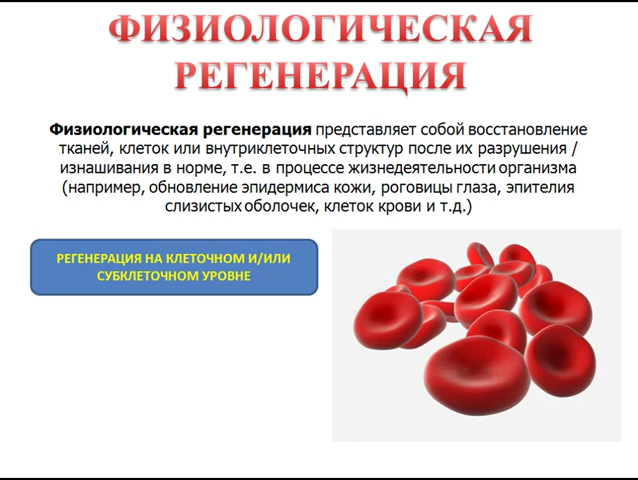 ФИЗИОЛОГИЧЕСКАЯ
РЕГЕНЕРАЦИЯ
Физиологическая регенерация представляет собой восстановление
тканей, клеток или внутриклеточных структур после их разрушения /
изнашивания в норме, т.е. в процессе жизнедеятельности организма
(например, обновление эпидермиса кожи, роговицы глаза, эпителия
слизистых оболочек, клеток крови и т.д.)
РЕГЕНЕРАЦИЯ НА КЛЕТОЧНОМ И/ИЛИ
СУБКЛЕТОЧНОМ УРОВНЕ